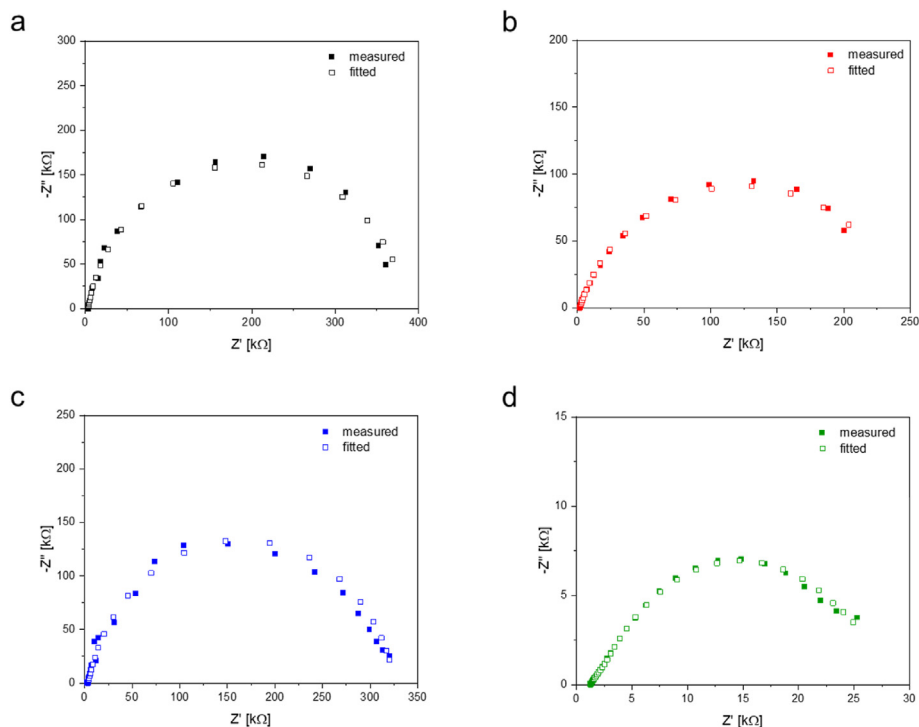 a
300
250
200
150
100
50
0
-Z'' [kΩ]
0 100 200 300 400
Z' [kΩ]
measured
fitted
b
200
150
100
50
0
-Z'' [kΩ]
0 50 100 150 200 250
Z' [kΩ]
measured
fitted
c
250
200
150
125
100
50
0
-Z'' [kΩ]
0 50 100 150 200 250 300 350
Z' [kΩ]
measured
fitted
d
15
10
5
0
-Z'' [kΩ]
0 5 10 15 20 25 30
Z' [kΩ]
measured
fitted